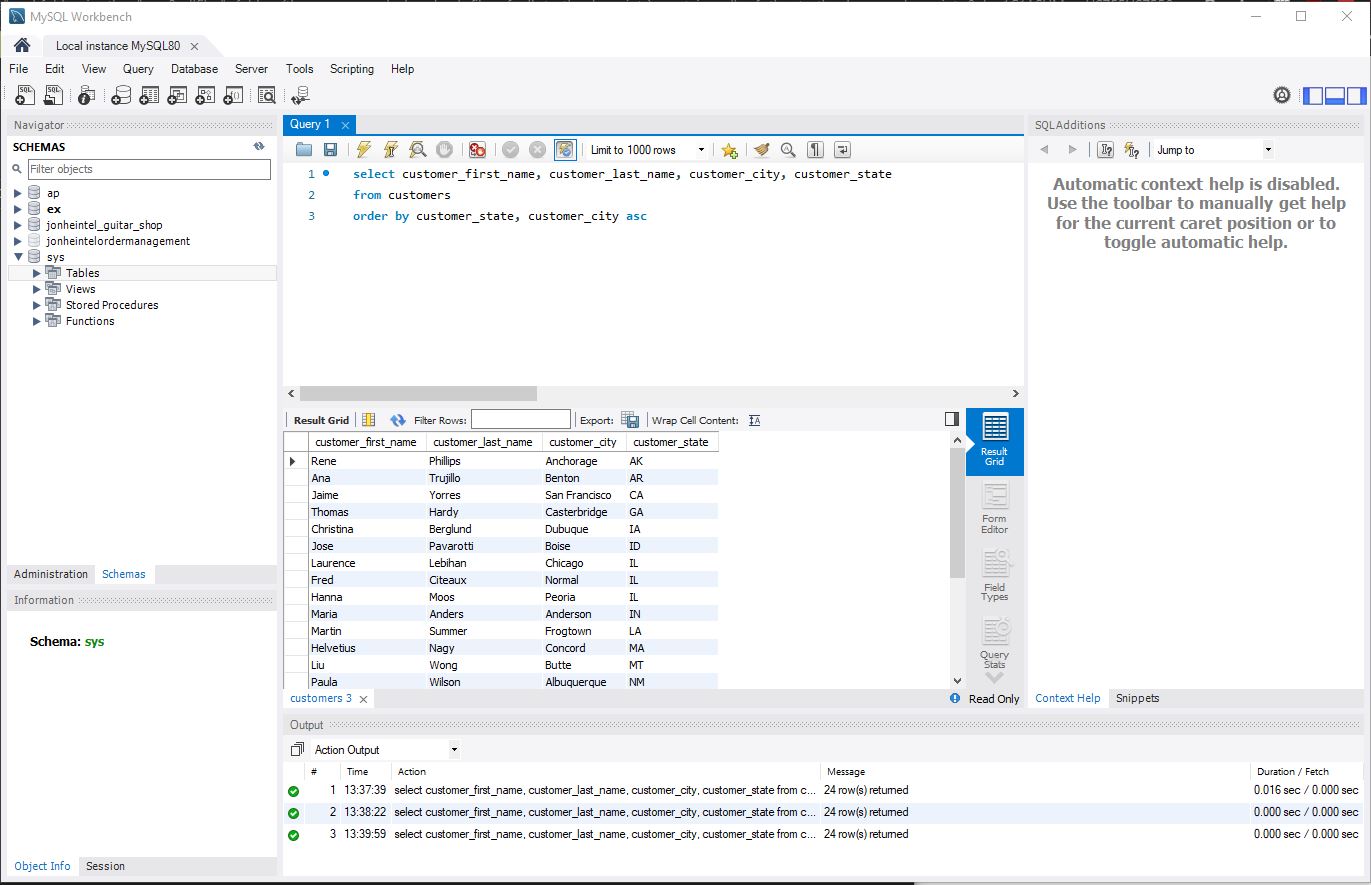 MySQL Workbench
Local instance MySQL80
File Edit View Query Database Server Tools Scripting Help
Navigator
SCHEMAS
Filter objects
ap
ex
jonheintel_guitar_shop
jonheintelordermanagement
sys
Tables
Views
Stored Procedures
Functions
Administration Schemas
Information
Schema: sys
Object Info Session
Query 1
Limit to 1000 rows
1 select customer_first_name, customer_last_name, customer_city, customer_state
2 from customers
3 order by customer_state, customer_city asc
Result Grid Filter Rows: Export: Wrap Cell Content:
customer_first_name customer_last_name customer_city customer_state
Rene Phillips Anchorage AK
Ana Trujillo Benton AR
Jaime Yorres San Francisco CA
Thomas Hardy Casterbridge GA
Christina Berglund Dubuque IA
Jose Pavarotti Boise ID
Laurence Lebihan Chicago IL
Fred Citeaux Normal IL
Hanna Moos Peoria IL
Maria Anders Anderson IN
Martin Summer Frogtown LA
Helvetius Nagy Concord MA
Liu Wong Butte MT
Paula Wilson Albuquerque NM
Result
Grid
Form
Editor
Field
Types
Query
Stats
customers 3
Read Only
SQLAdditions
Jump to
Automatic context help is disabled.
Use the toolbar to manually get help
for the current caret position or to
toggle automatic help.
Context Help Snippets
Output
Action Output
# Time Action Message Duration / Fetch
1 13:37:39 select customer_first_name, customer_last_name, customer_city, customer_state from c... 24 row(s) returned 0.016 sec / 0.000 sec
2 13:38:22 select customer_first_name, customer_last_name, customer_city, customer_state from c... 24 row(s) returned 0.000 sec / 0.000 sec
3 13:39:59 select customer_first_name, customer_last_name, customer_city, customer_state from c... 24 row(s) returned 0.000 sec / 0.000 sec